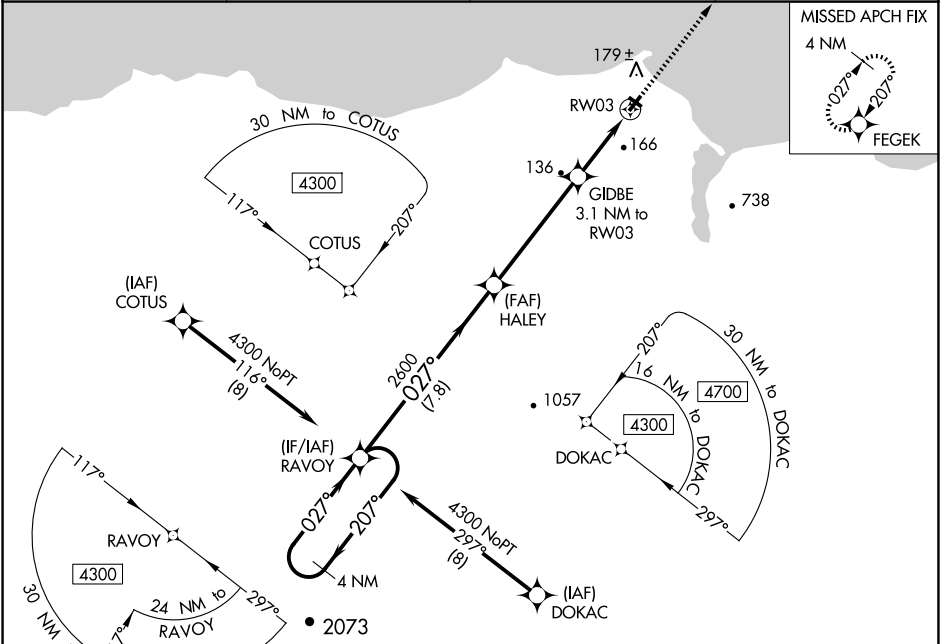 MISSED APCH FIX
4 NM
027°
207°
FEGEK
179 ±
RW03
166
136
GIDBE
3.1 NM to
RW03
738
30 NM to COTUS
4300
117°
207°
COTUS
(IAF)
COTUS
4300 NoPT
116°
(8)
(FAF)
HALEY
2600
027°
(7.8)
207°
30 NM to DOKAC
16 NM to DOKAC
4700
4300
1057
DOKAC
297°
(IF/IAF)
RAVOY
027°
207°
4 NM
4300 NoPT
297°
(8)
(IAF)
DOKAC
117°
RAVOY
4300
297°
24 NM to
RAVOY
30 NM
2073